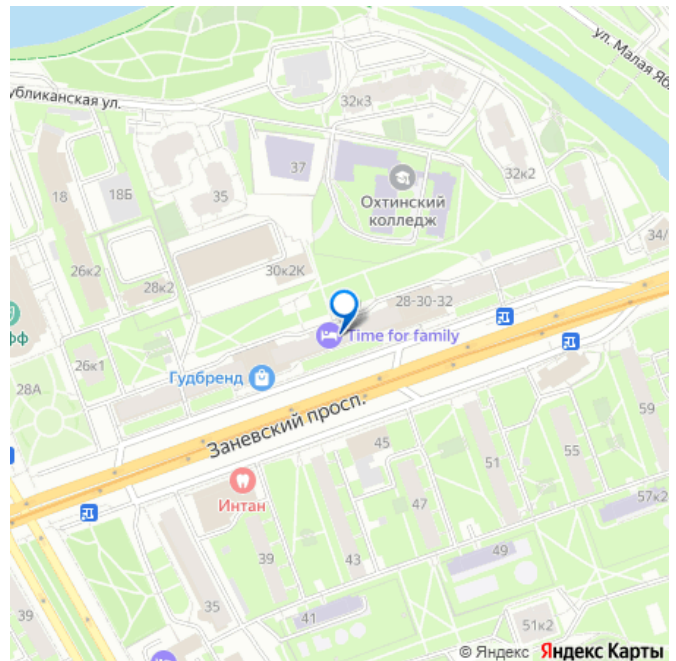 ул. Малая Яб
убликанская ул.
32к3
37
Охтинский
колледж
32к2
18
18Б
35
34/
26к2
30к2К
28к2
28-30-32
фф
Time for family
26к1
Гудбренд
28А
Заневский просп.
59
45
55
51
Интан
57к2
47
39
43
49
35
39
41
51к2
© Яндекс Яндекс Карты